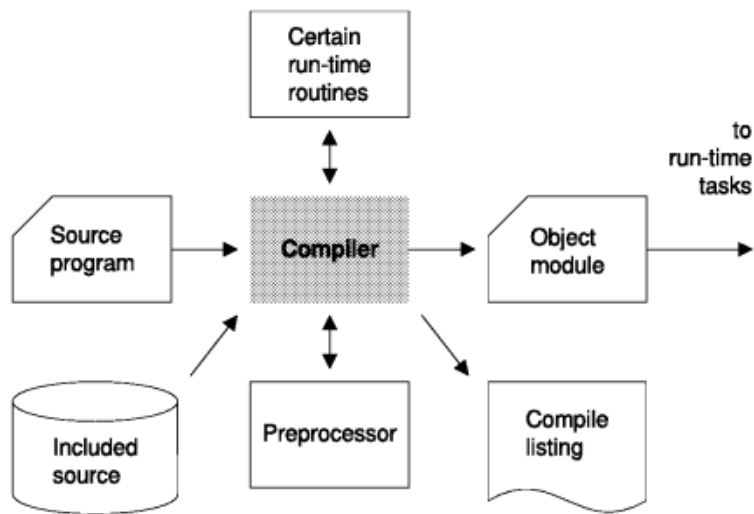 Certain
run-time
routines
to
run-time
tasks
Source
program
Compiler
Object
module
Included
source
Preprocessor
Compile
listing